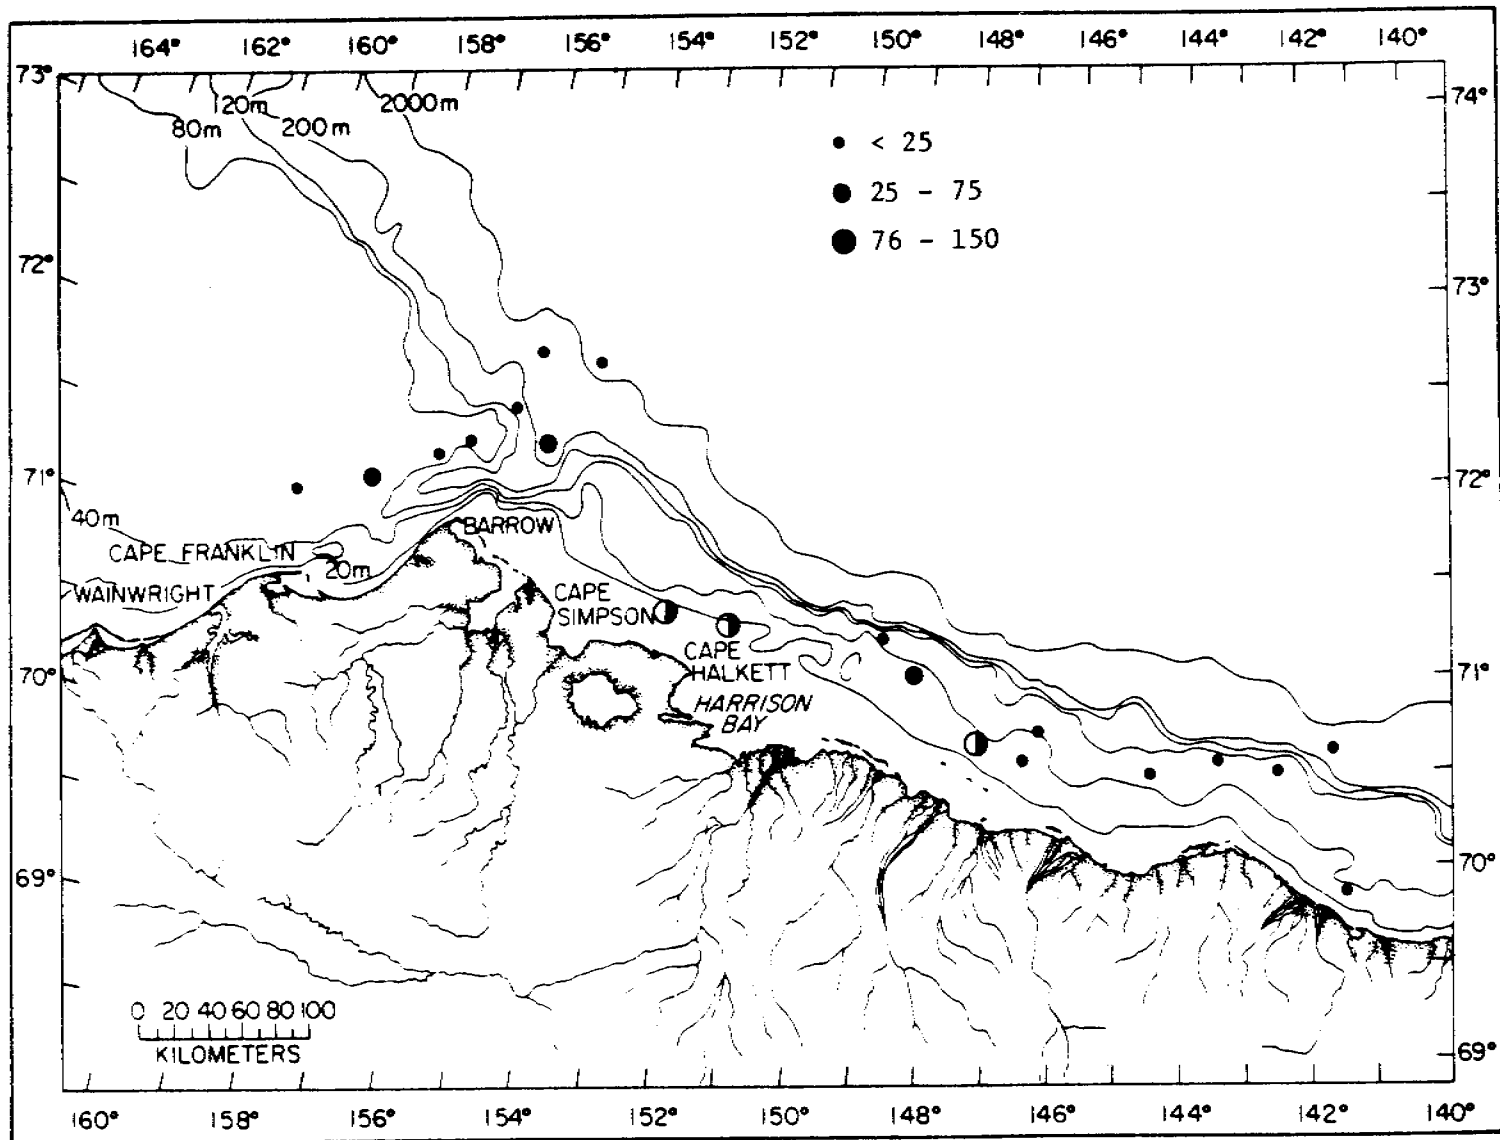 164° 162° 160° 158° 156° 154° 152° 150° 148° 146° 144° 142° 140°
73°
74°
120m
2000m
80m
200m
< 25
25 - 75
76 - 150
72°
73°
71°
72°
40m
BARROW
CAPE FRANKLIN
20m
WAINWRIGHT
CAPE
SIMPSON
CAPE
HALKETT
70°
71°
HARRISON
BAY
70°
69°
0 20 40 60 80 100
KILOMETERS
69°
160° 158° 156° 154° 152° 150° 148° 146° 144° 142° 140°